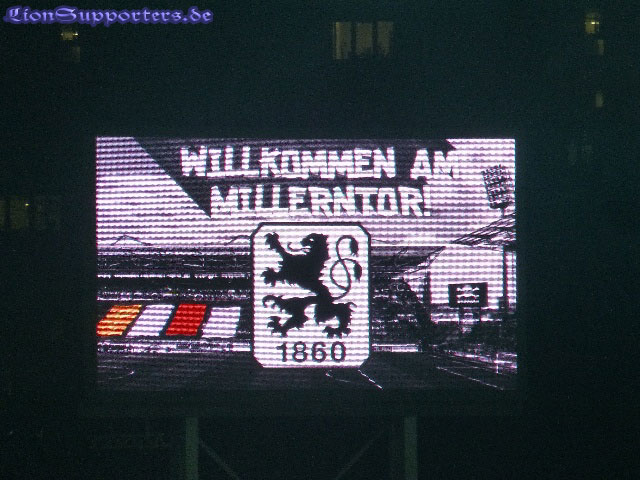 LionSupporters.de
WILLKOMMEN AM
MILLERNTOR!
1860